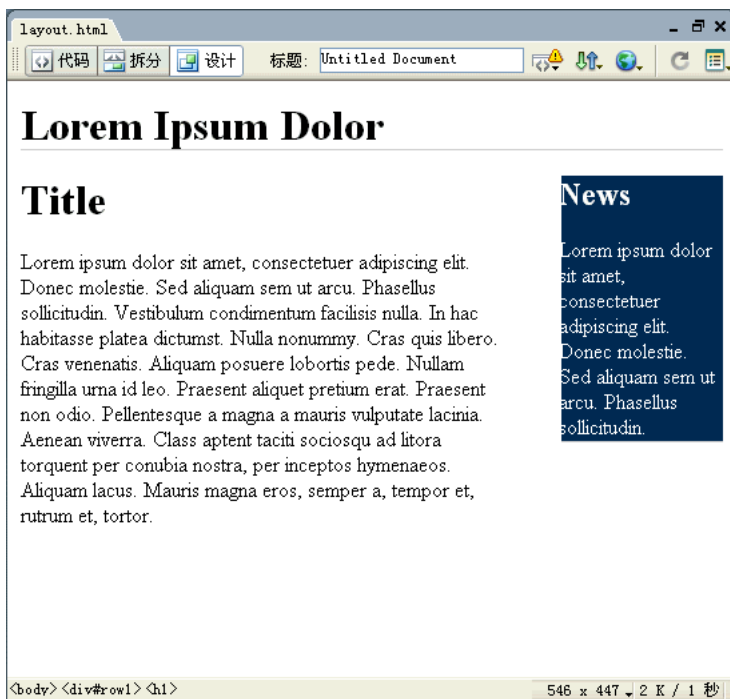 layout.html
代码 拆分 设计 标题: Untitled Document
Lorem Ipsum Dolor
Title
Lorem ipsum dolor sit amet, consectetuer adipiscing elit.
Donec molestie. Sed aliquam sem ut arcu. Phasellus
sollicitudin. Vestibulum condimentum facilisis nulla. In hac
habitasse platea dictumst. Nulla nonummy. Cras quis libero.
Cras venenatis. Aliquam posuere lobortis pede. Nullam
fringilla urna id leo. Praesent aliquet pretium erat. Praesent
non odio. Pellentesque a magna a mauris vulputate lacinia.
Aenean viverra. Class aptent taciti sociosqu ad litora
torquent per conubia nostra, per inceptos hymenaeos.
Aliquam lacus. Mauris magna eros, semper a, tempor et,
rutrum et, tortor.
News
Lorem ipsum dolor
sit amet,
consectetuer
adipiscing elit.
Donec molestie.
Sed aliquam sem ut
arcu. Phasellus
sollicitudin.
<body> <div#row1> <h1>
546 x 447 2 K / 1 秒